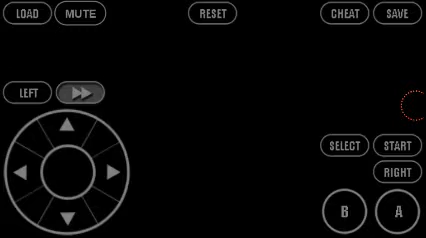 LOAD MUTE RESET CHEAT SAVE
LEFT
SELECT START
RIGHT
B A